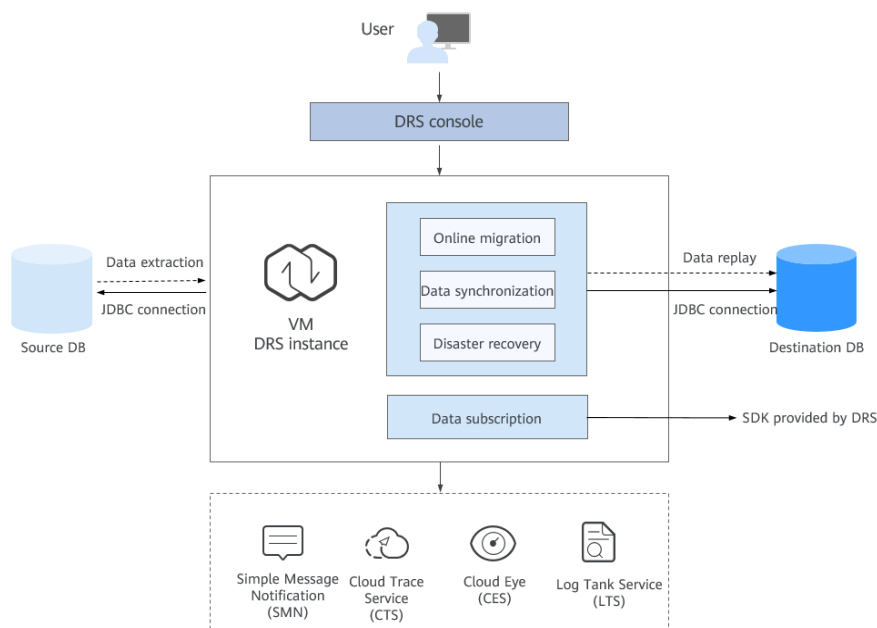 User
DRS console
Online migration
Data extraction
Data replay
Data synchronization
JDBC connection
JDBC connection
VM
DRS instance
Source DB
Disaster recovery
Destination DB
Data subscription
SDK provided by DRS
Simple Message
Notification
(SMN)
Cloud Trace
Service
(CTS)
Cloud Eye
(CES)
Log Tank Service
(LTS)